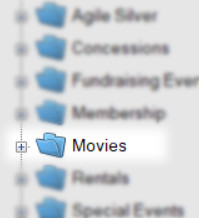 Agile Silver
Concessions
Fundraising Even
Membership
Movies
Rentals
Special Events